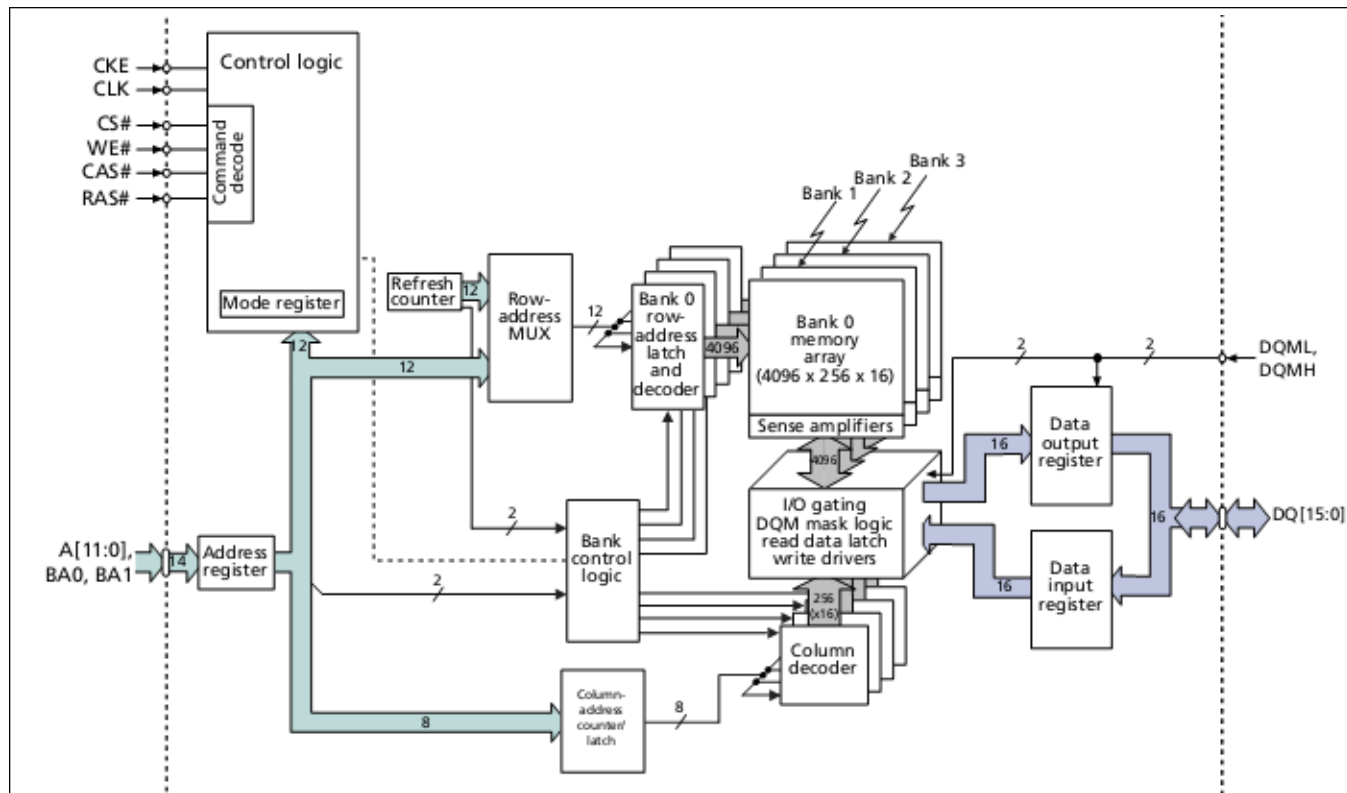 CKE
CLK
CS#
WE#
CAS#
RAS#
Control logic
Command
decode
Mode register
12
Refresh
counter
12
Row-
address
MUX
12
12
Bank 0
row-
address
latch
and
decoder
4096
Bank 1
Bank 2
Bank 3
Bank 0
memory
array
(4096 x 256 x 16)
Sense amplifiers
4096
I/O gating
DQM mask logic
read data latch
write drivers
2
2
DQML,
DQMH
16
Data
output
register
16
DQ[15:0]
16
Data
input
register
A[11:0],
BA0, BA1
14
Address
register
2
2
Bank
control
logic
256
(x16)
Column
decoder
8
Column-
address
counter/
latch
8